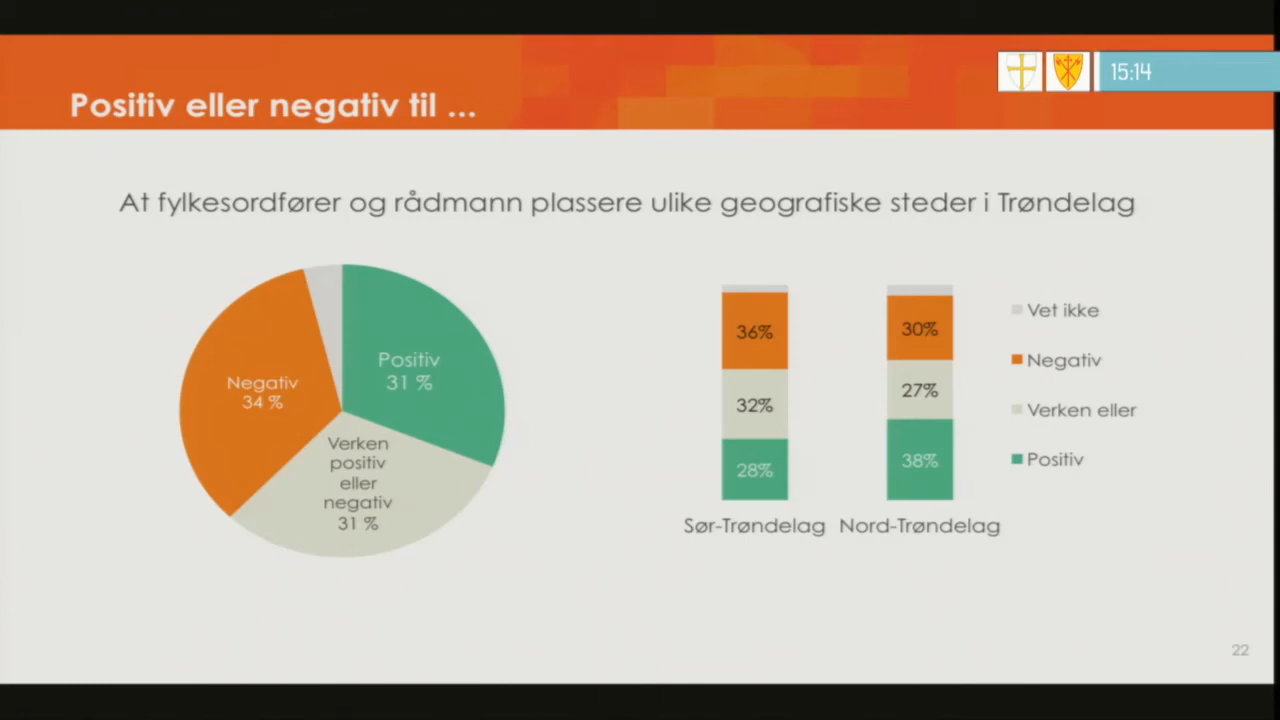 15:14
Positiv eller negativ til ...
At fylkesordfører og rådmann plassere ulike geografiske steder i Trøndelag
Positiv
31 %
Negativ
34 %
Verken
positiv
eller
negativ
31 %
36%
32%
28%
30%
27%
38%
Sør-Trøndelag
Nord-Trøndelag
Vet ikke
Negativ
Verken eller
Positiv
22